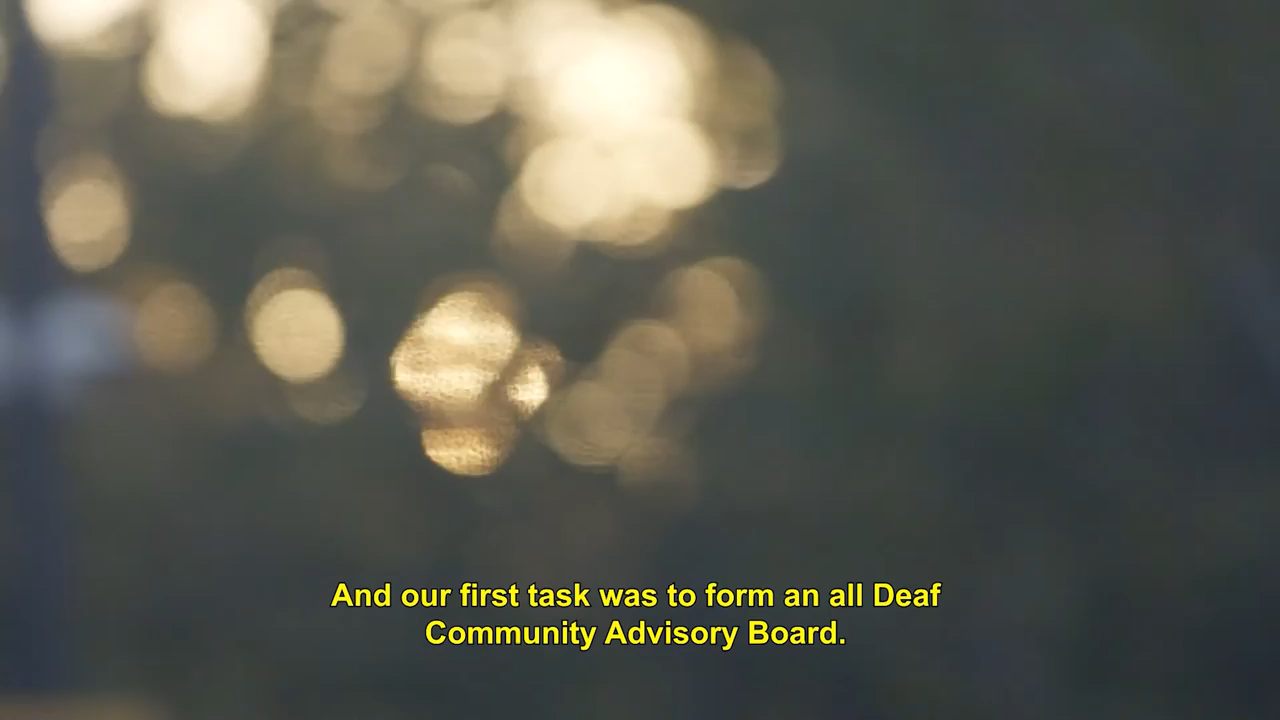 And our first task was to form an all Deaf
Community Advisory Board.